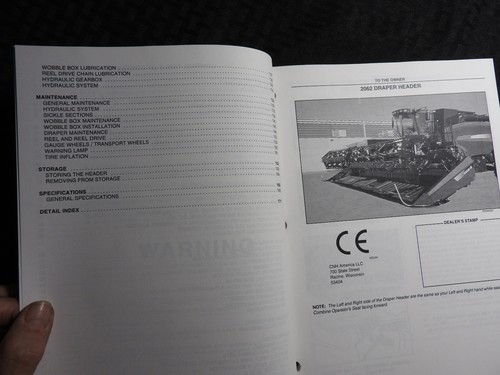 WOBBLE BOX LUBRICATION
REEL DRIVE CHAIN LUBRICATION
HYDRAULIC GEARBOX
HYDRAULIC SYSTEM
MAINTENANCE
GENERAL MAINTENANCE
HYDRAULIC SYSTEM
SICKLE SECTIONS
WOBBLE BOX MAINTENANCE
WOBBLE BOX INSTALLATION
DRAPER MAINTENANCE
REEL AND REEL DRIVE
GAUGE WHEELS / TRANSPORT WHEELS
WARNING LAMP
TIRE INFLATION
STORAGE
STORING THE HEADER
REMOVING FROM STORAGE
SPECIFICATIONS
GENERAL SPECIFICATIONS
DETAIL INDEX
WARNING
TO THE OWNER
2062 DRAPER HEADER
CE
CNH America LLC
700 State Street
Racine, Wisconsin
53404
DEALER'S STAMP
NOTE: The Left and Right side of the Draper Header are the same as your Left and Right hand while
Combine Operator's Seat facing forward.